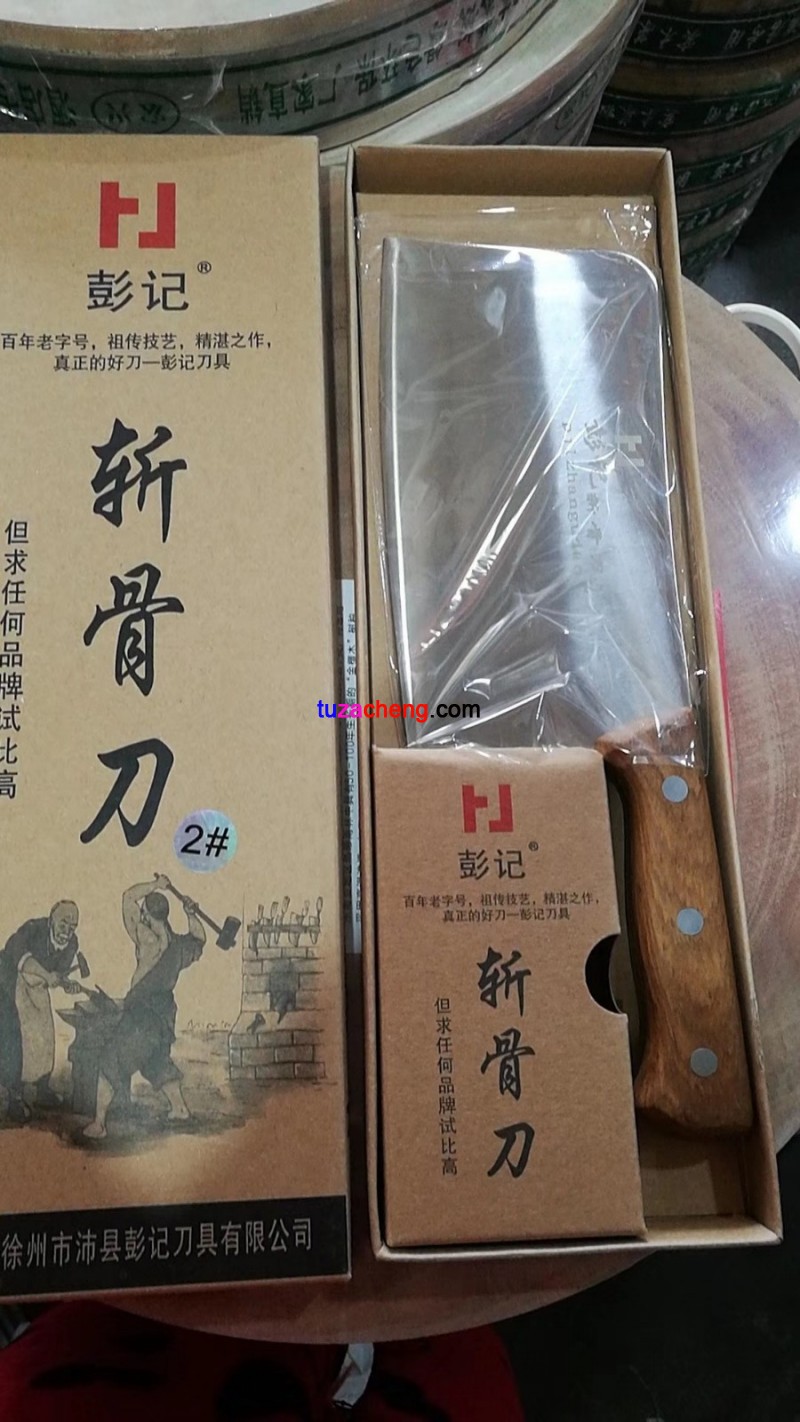 厂家直销
彭记®
百年老字号，祖传技艺，精湛之作，
真正的好刀—彭记刀具
斩骨刀
但求任何品牌试比高
2#
徐州市沛县彭记刀具有限公司
tuzacheng.com
彭记®
百年老字号，祖传技艺，精湛之作，
真正的好刀—彭记刀具
斩骨刀
但求任何品牌试比高